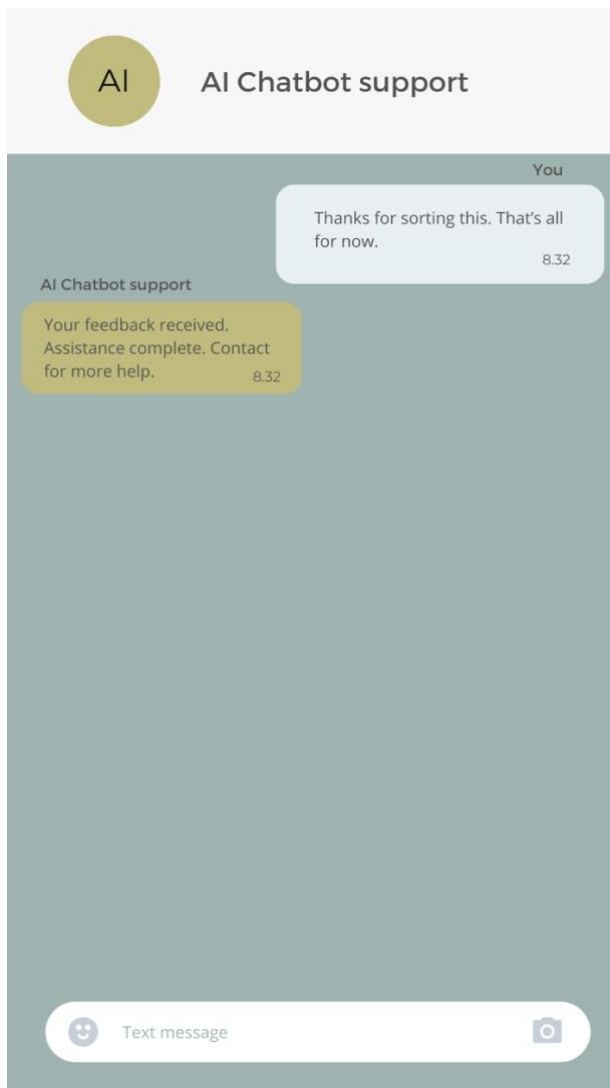 AI
AI Chatbot support
You
Thanks for sorting this. That’s all
for now.
8.32
AI Chatbot support
Your feedback received.
Assistance complete. Contact
for more help.
8.32
Text message